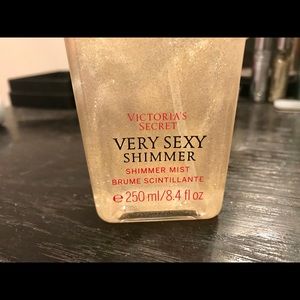 VICTORIA'S
SECRET
VERY SEXY
SHIMMER
SHIMMER MIST
BRUME SCINTILLANTE
℮ 250 ml/8.4 fl oz